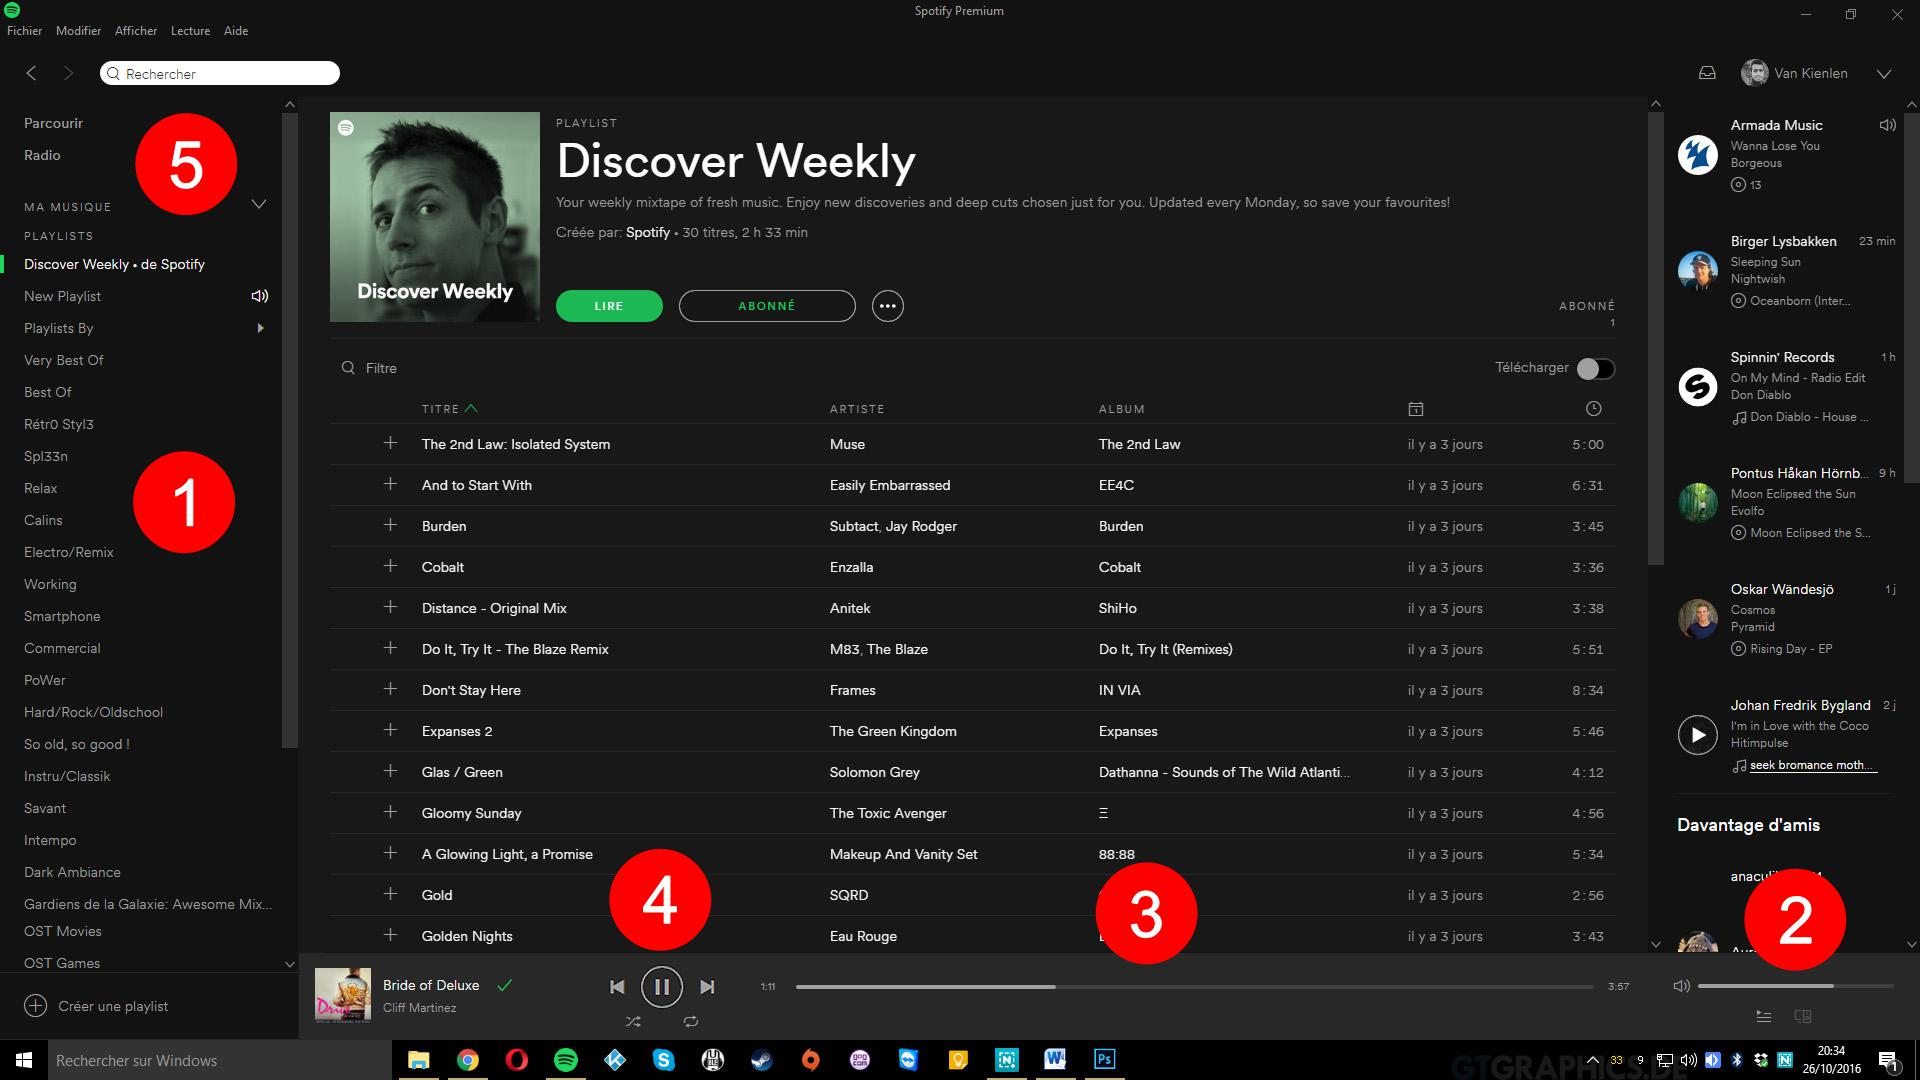 Spotify Premium
Fichier Modifier Afficher Lecture Aide
Rechercher
Van Kienlen
Parcourir
Radio
5
MA MUSIQUE
PLAYLISTS
Discover Weekly • de Spotify
New Playlist
Playlists By
Very Best Of
Best Of
Rétr0 Styl3
Spl33n
Relax
1
Calins
Electro/Remix
Working
Smartphone
Commercial
PoWer
Hard/Rock/Oldschool
So old, so good !
Instru/Classik
Savant
Intempo
Dark Ambiance
Gardiens de la Galaxie: Awesome Mix...
OST Movies
OST Games
Créer une playlist
Discover Weekly
PLAYLIST
Discover Weekly
Your weekly mixtape of fresh music. Enjoy new discoveries and deep cuts chosen just for you. Updated every Monday, so save your favourites!
Créée par: Spotify • 30 titres, 2 h 33 min
LIRE ABONNÉ
ABONNÉ
1
Filtre
Télécharger
TITRE ARTISTE ALBUM
The 2nd Law: Isolated System Muse The 2nd Law il y a 3 jours 5:00
And to Start With Easily Embarrassed EE4C il y a 3 jours 6:31
Burden Subtact, Jay Rodger Burden il y a 3 jours 3:45
Cobalt Enzalla Cobalt il y a 3 jours 3:36
Distance - Original Mix Anitek ShiHo il y a 3 jours 3:38
Do It, Try It - The Blaze Remix M83, The Blaze Do It, Try It (Remixes) il y a 3 jours 5:51
Don't Stay Here Frames IN VIA il y a 3 jours 8:34
Expanses 2 The Green Kingdom Expanses il y a 3 jours 5:46
Glas / Green Solomon Grey Dathanna - Sounds of The Wild Atlanti... il y a 3 jours 4:12
Gloomy Sunday The Toxic Avenger Ξ il y a 3 jours 4:56
A Glowing Light, a Promise Makeup And Vanity Set 88:88 il y a 3 jours 5:34
Gold SQRD il y a 3 jours 2:56
Golden Nights Eau Rouge il y a 3 jours 3:43
4
3
2
Armada Music
Wanna Lose You
Borgeous
13
Birger Lysbakken 23 min
Sleeping Sun
Nightwish
Oceanborn (Inter...
Spinnin' Records 1 h
On My Mind - Radio Edit
Don Diablo
Don Diablo - House ...
Pontus Håkan Hörnb... 9 h
Moon Eclipsed the Sun
Evolfo
Moon Eclipsed the S...
Oskar Wändesjö 1 j
Cosmos
Pyramid
Rising Day - EP
Johan Fredrik Bygland 2 j
I'm in Love with the Coco
Hitimpulse
seek bromance moth...
Davantage d'amis
Drive
Bride of Deluxe
Cliff Martinez
1:11
3:57
Rechercher sur Windows
GTGRAPHICS.DE
33 9
20:34
26/10/2016
1